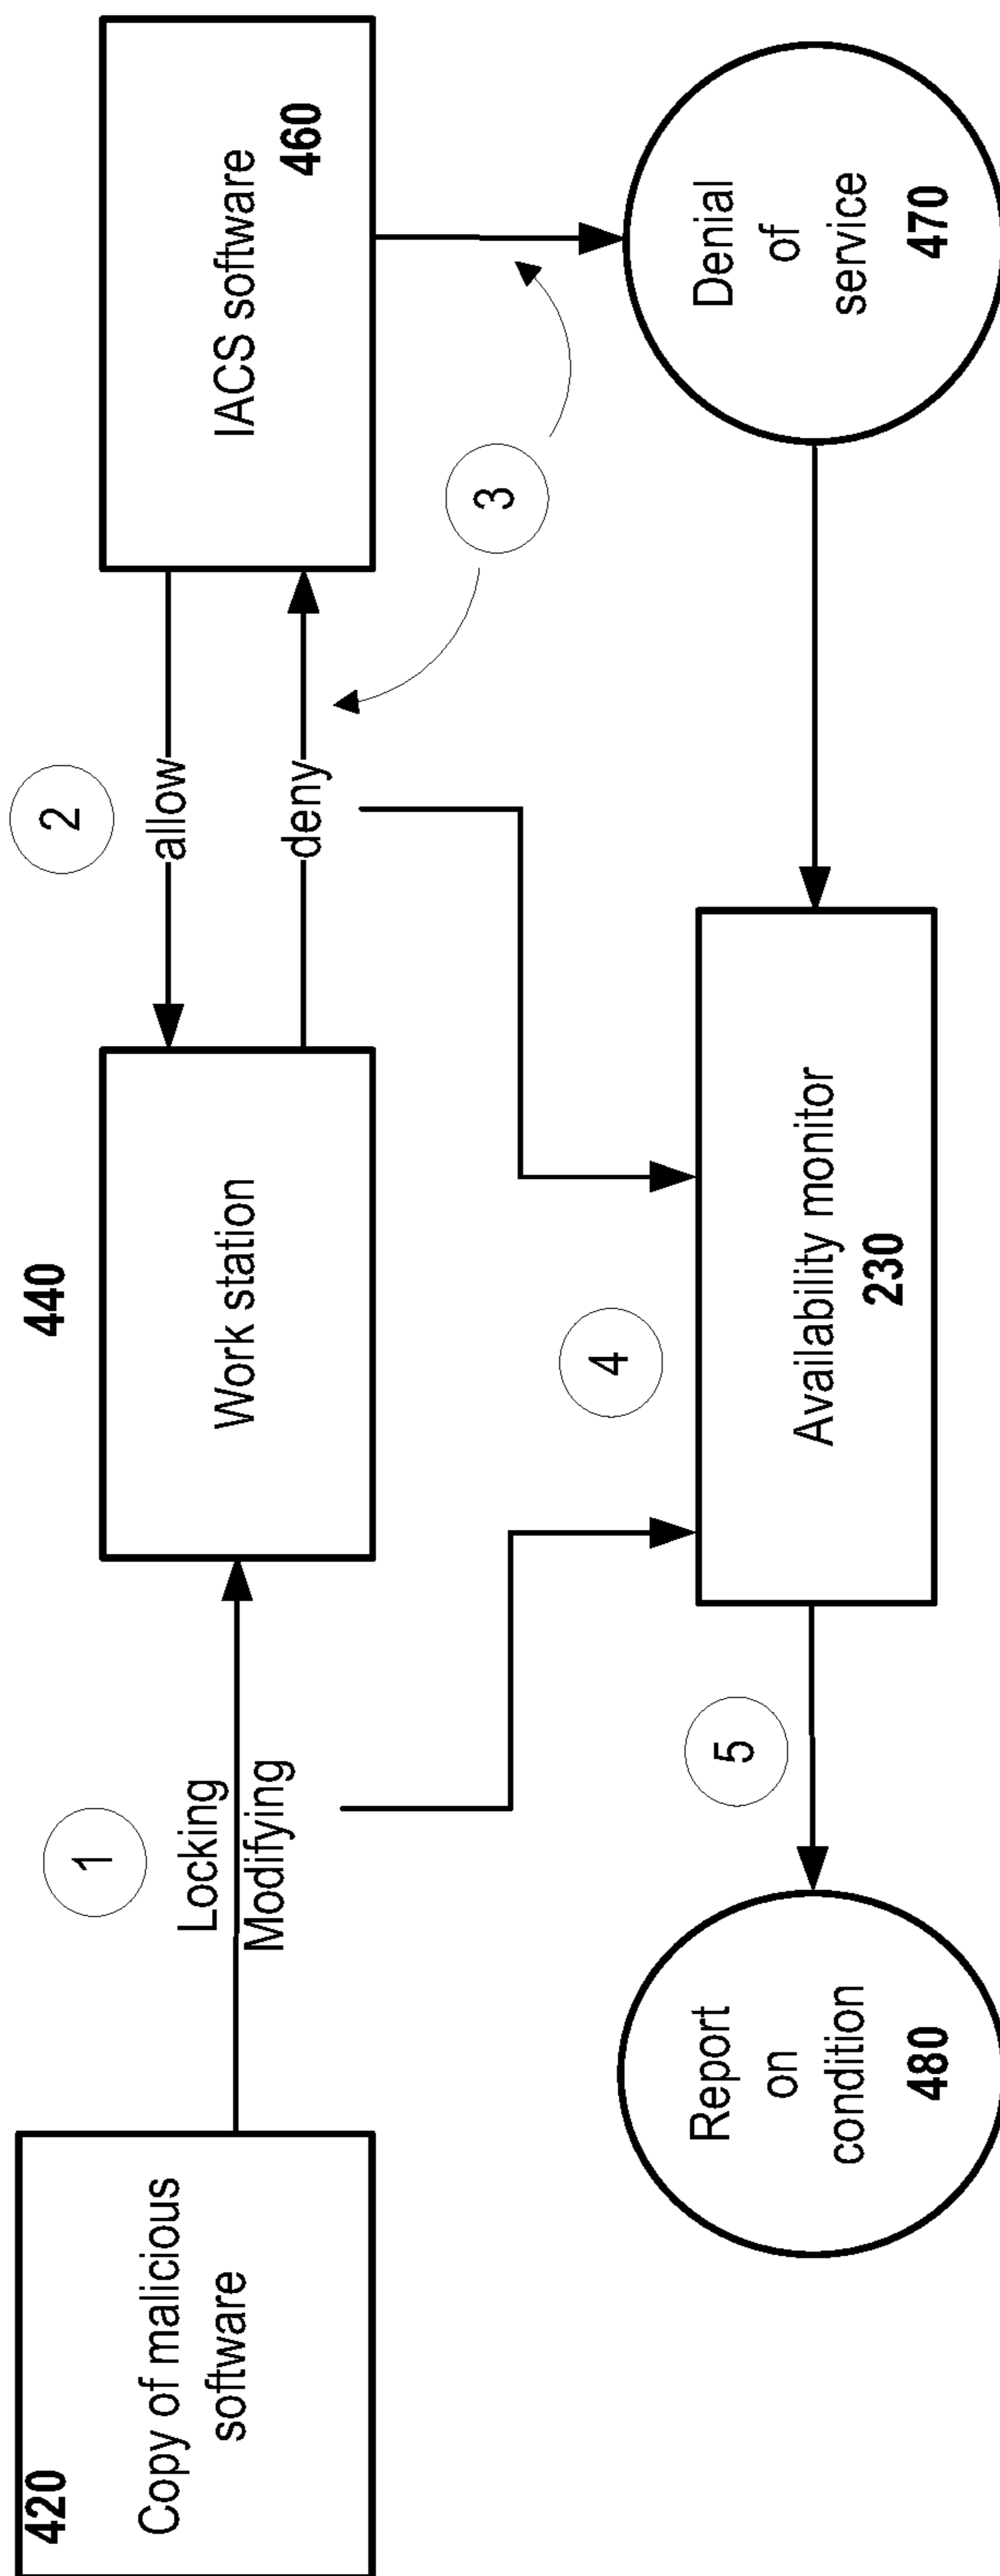 420
Copy of malicious
software
1
Locking
Modifying
440
Work station
2
allow
deny
3
IACS software
460
Report
on
condition
480
5
4
Availability monitor
230
Denial
of
service
470